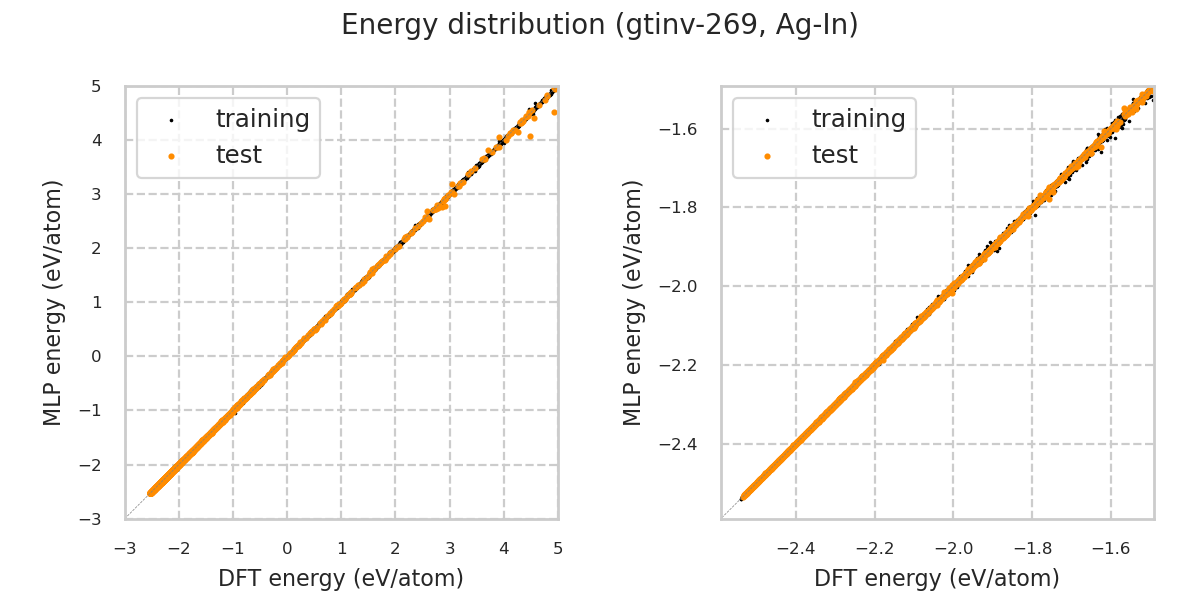 Energy distribution (gtinv-269, Ag-In)
training
test
5
4
3
2
1
0
−1
−2
−3
MLP energy (eV/atom)
−3 −2 −1 0 1 2 3 4 5
DFT energy (eV/atom)
training
test
−1.6
−1.8
−2.0
−2.2
−2.4
MLP energy (eV/atom)
−2.4 −2.2 −2.0 −1.8 −1.6
DFT energy (eV/atom)